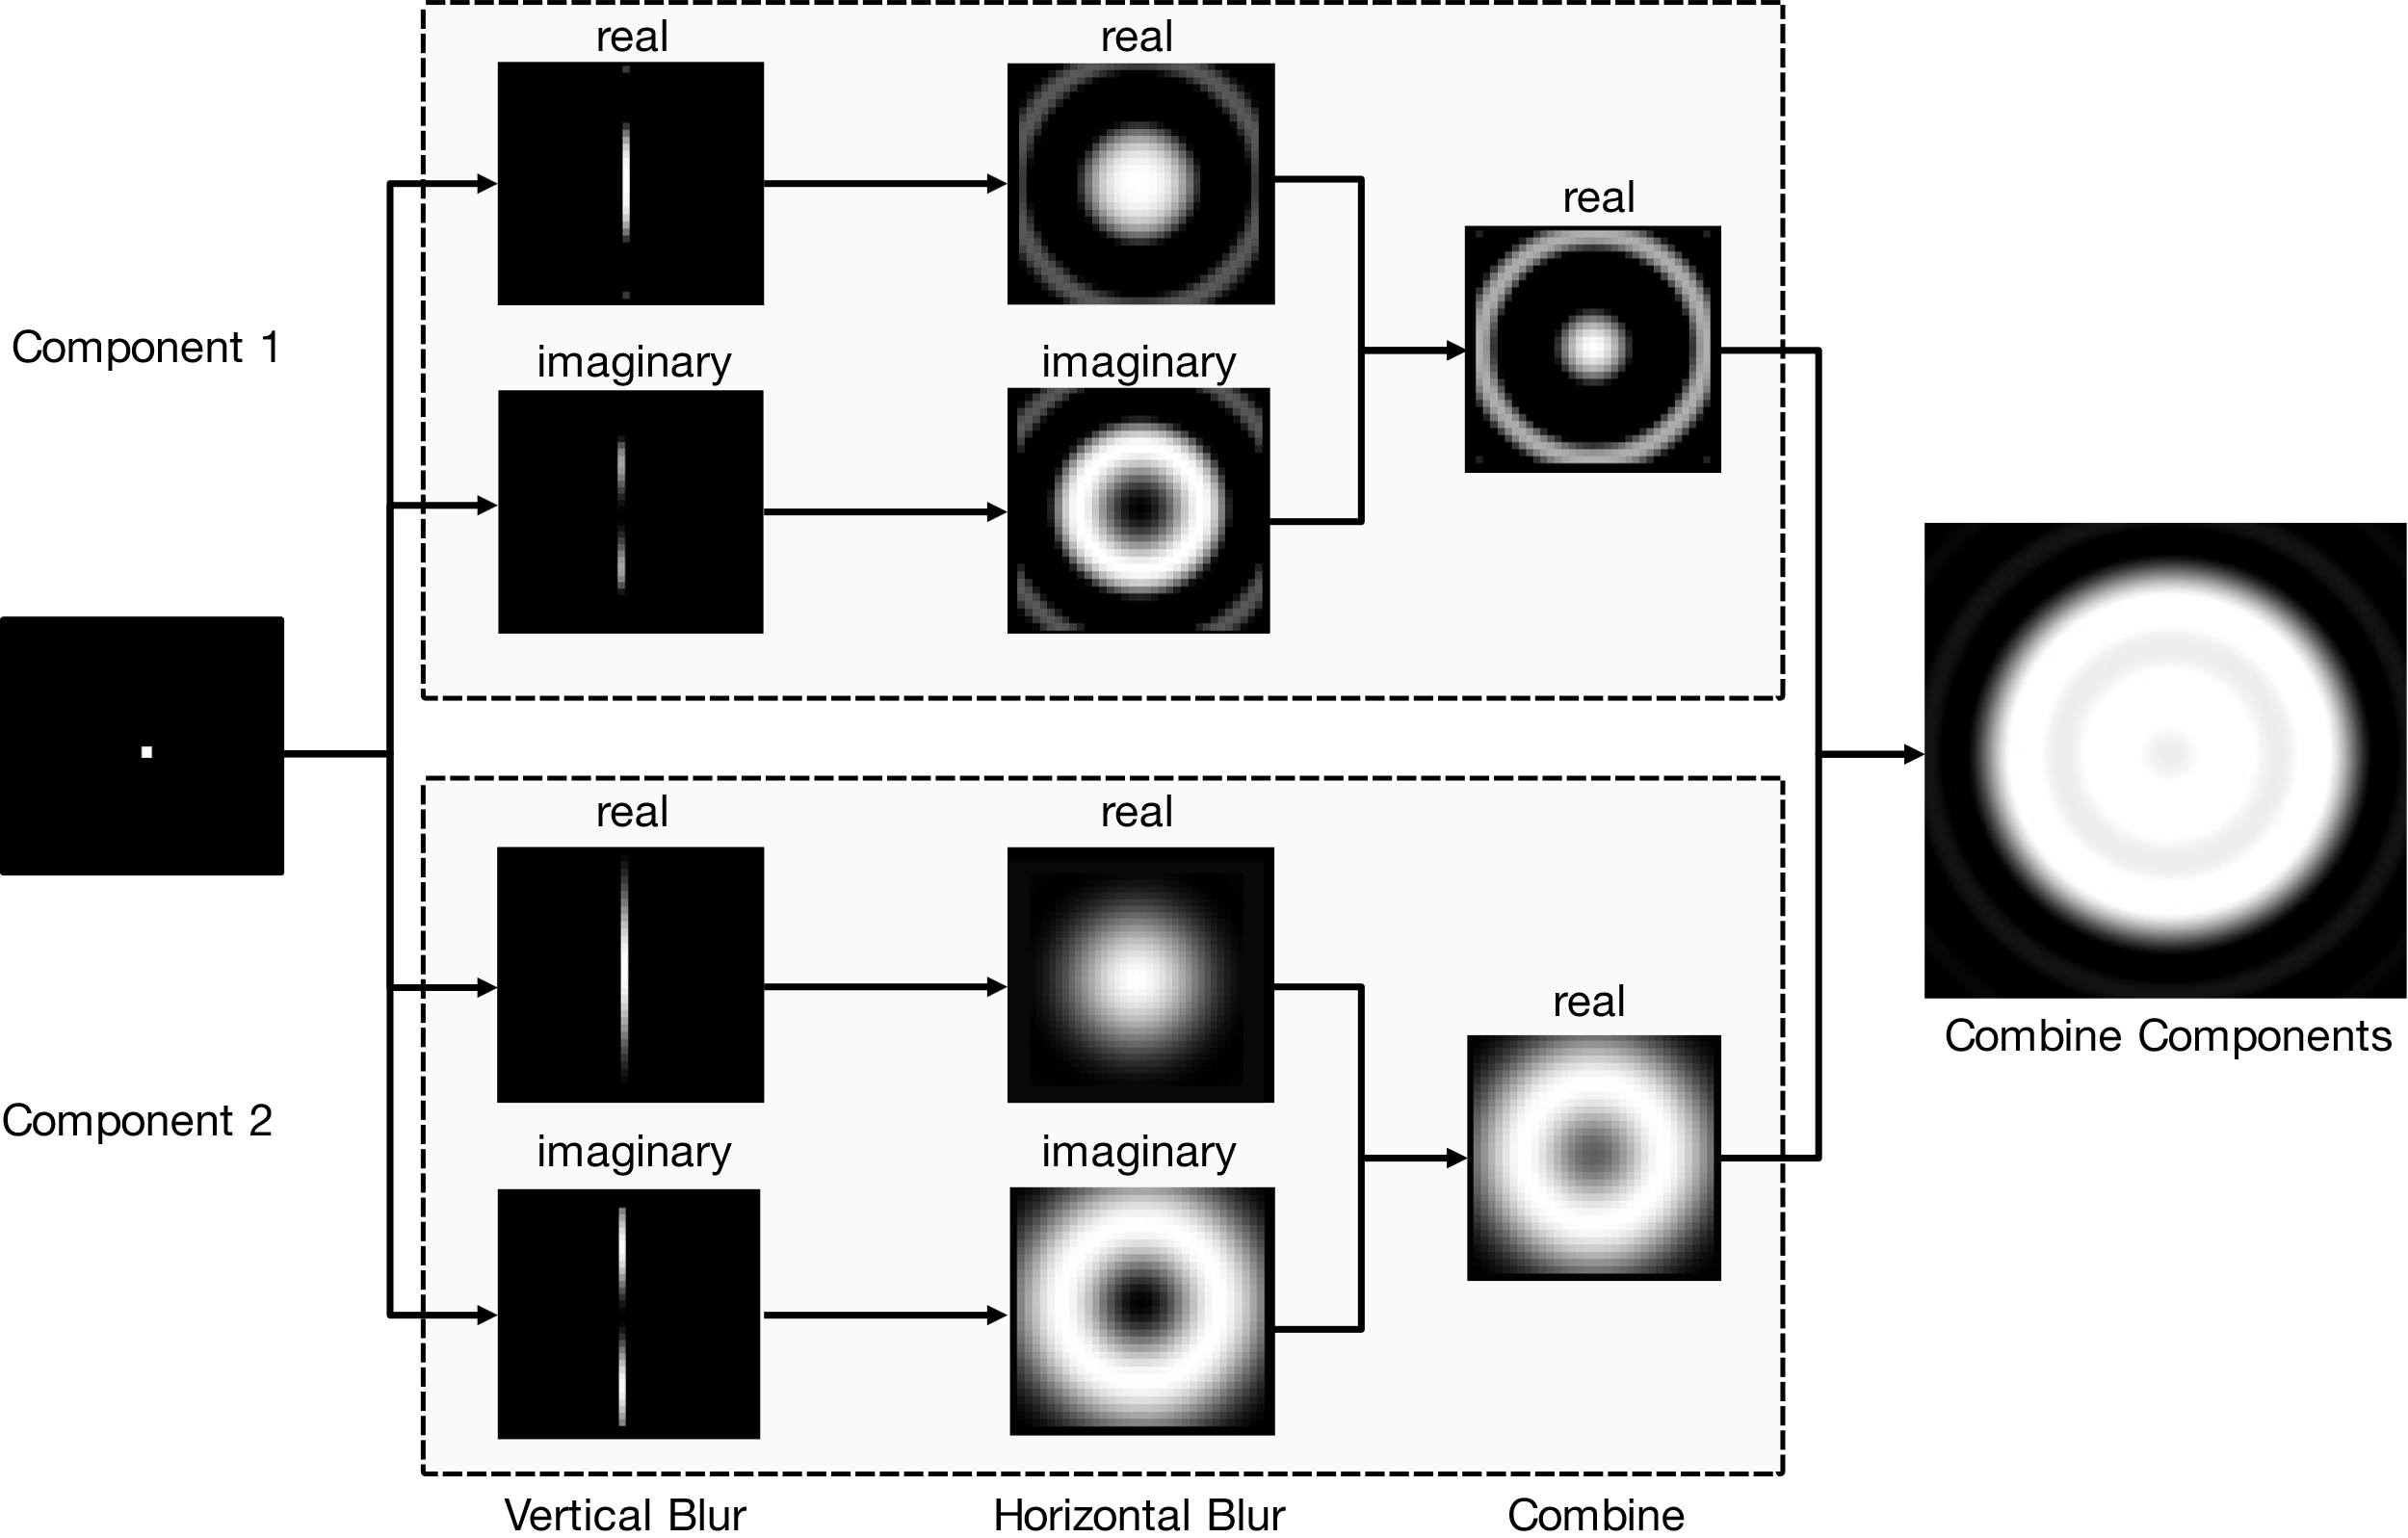 real
real
real
Component 1
imaginary
imaginary
real
real
real
Combine Components
Component 2
imaginary
imaginary
Vertical Blur
Horizontal Blur
Combine